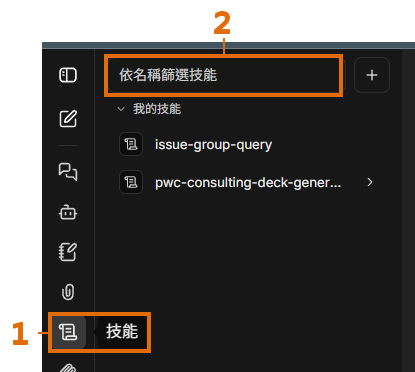 2
依名稱篩選技能
我的技能
issue-group-query
pwc-consulting-deck-gener...
1
技能